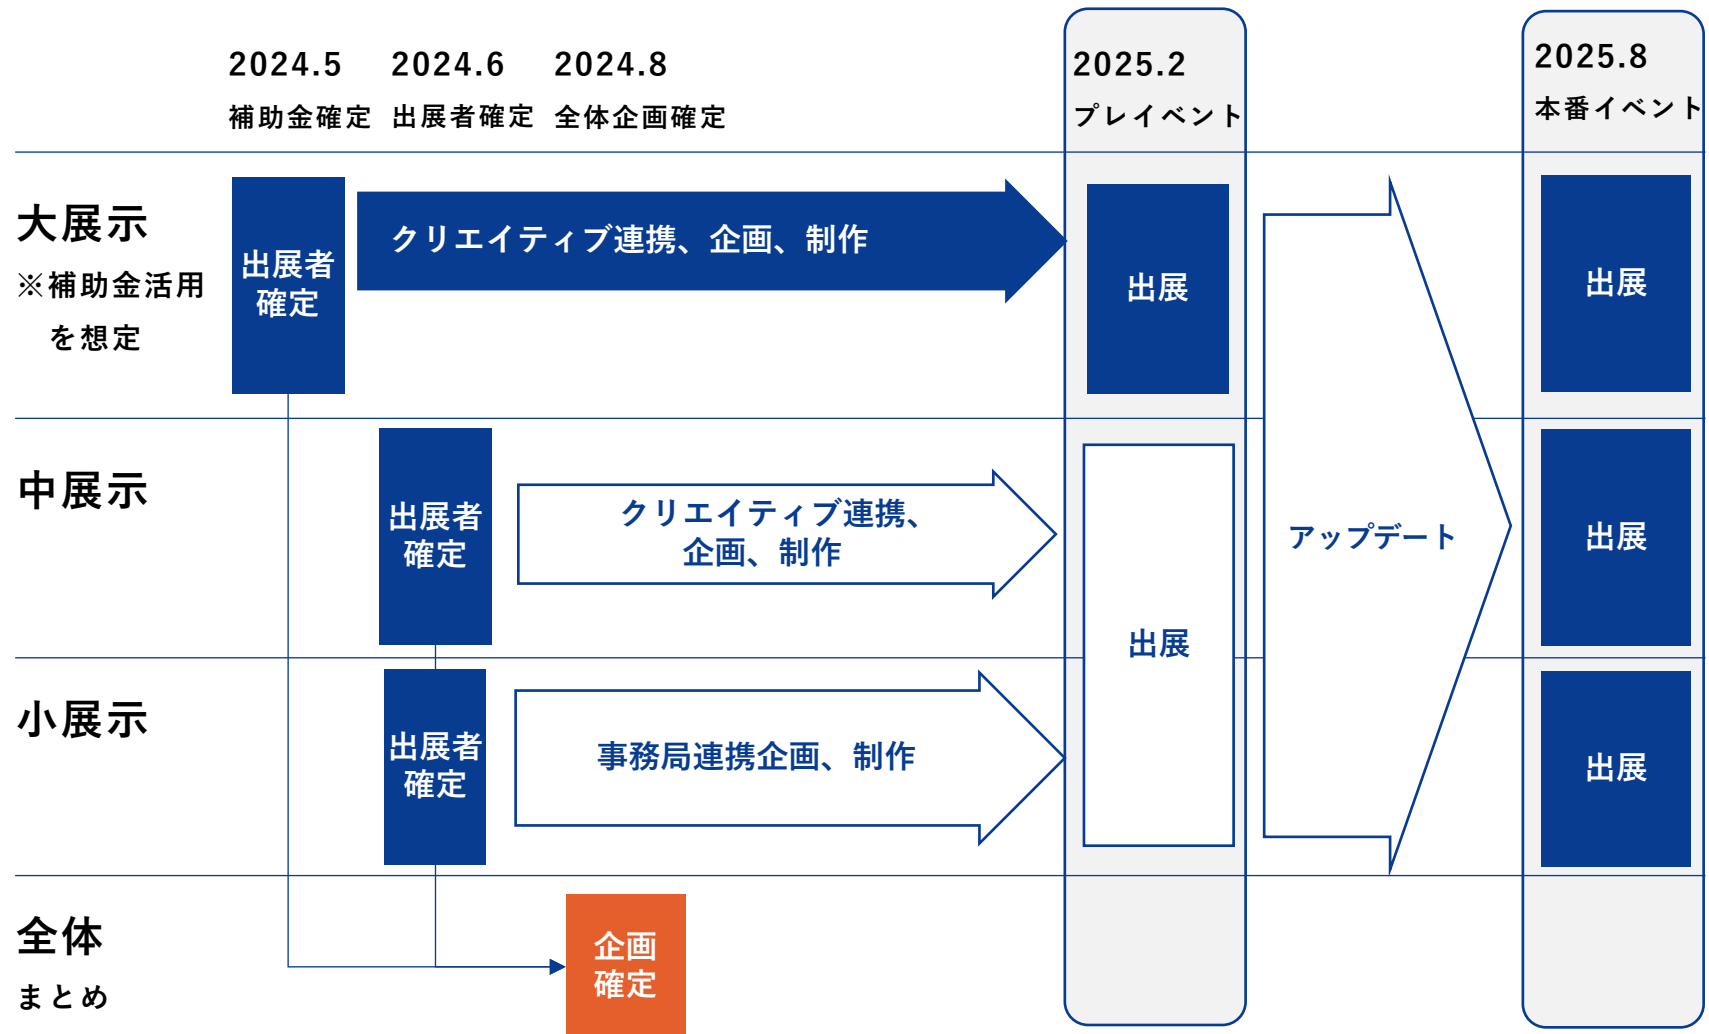 2024.5
補助金確定
2024.6
出展者確定
2024.8
全体企画確定
2025.2
プレイベント
2025.8
本番イベント
大展示
※補助金活用
を想定
出展者
確定
クリエイティブ連携、企画、制作
出展
出展
中展示
出展者
確定
クリエイティブ連携、
企画、制作
出展
アップデート
出展
小展示
出展者
確定
事務局連携企画、制作
出展
全体
まとめ
企画
確定